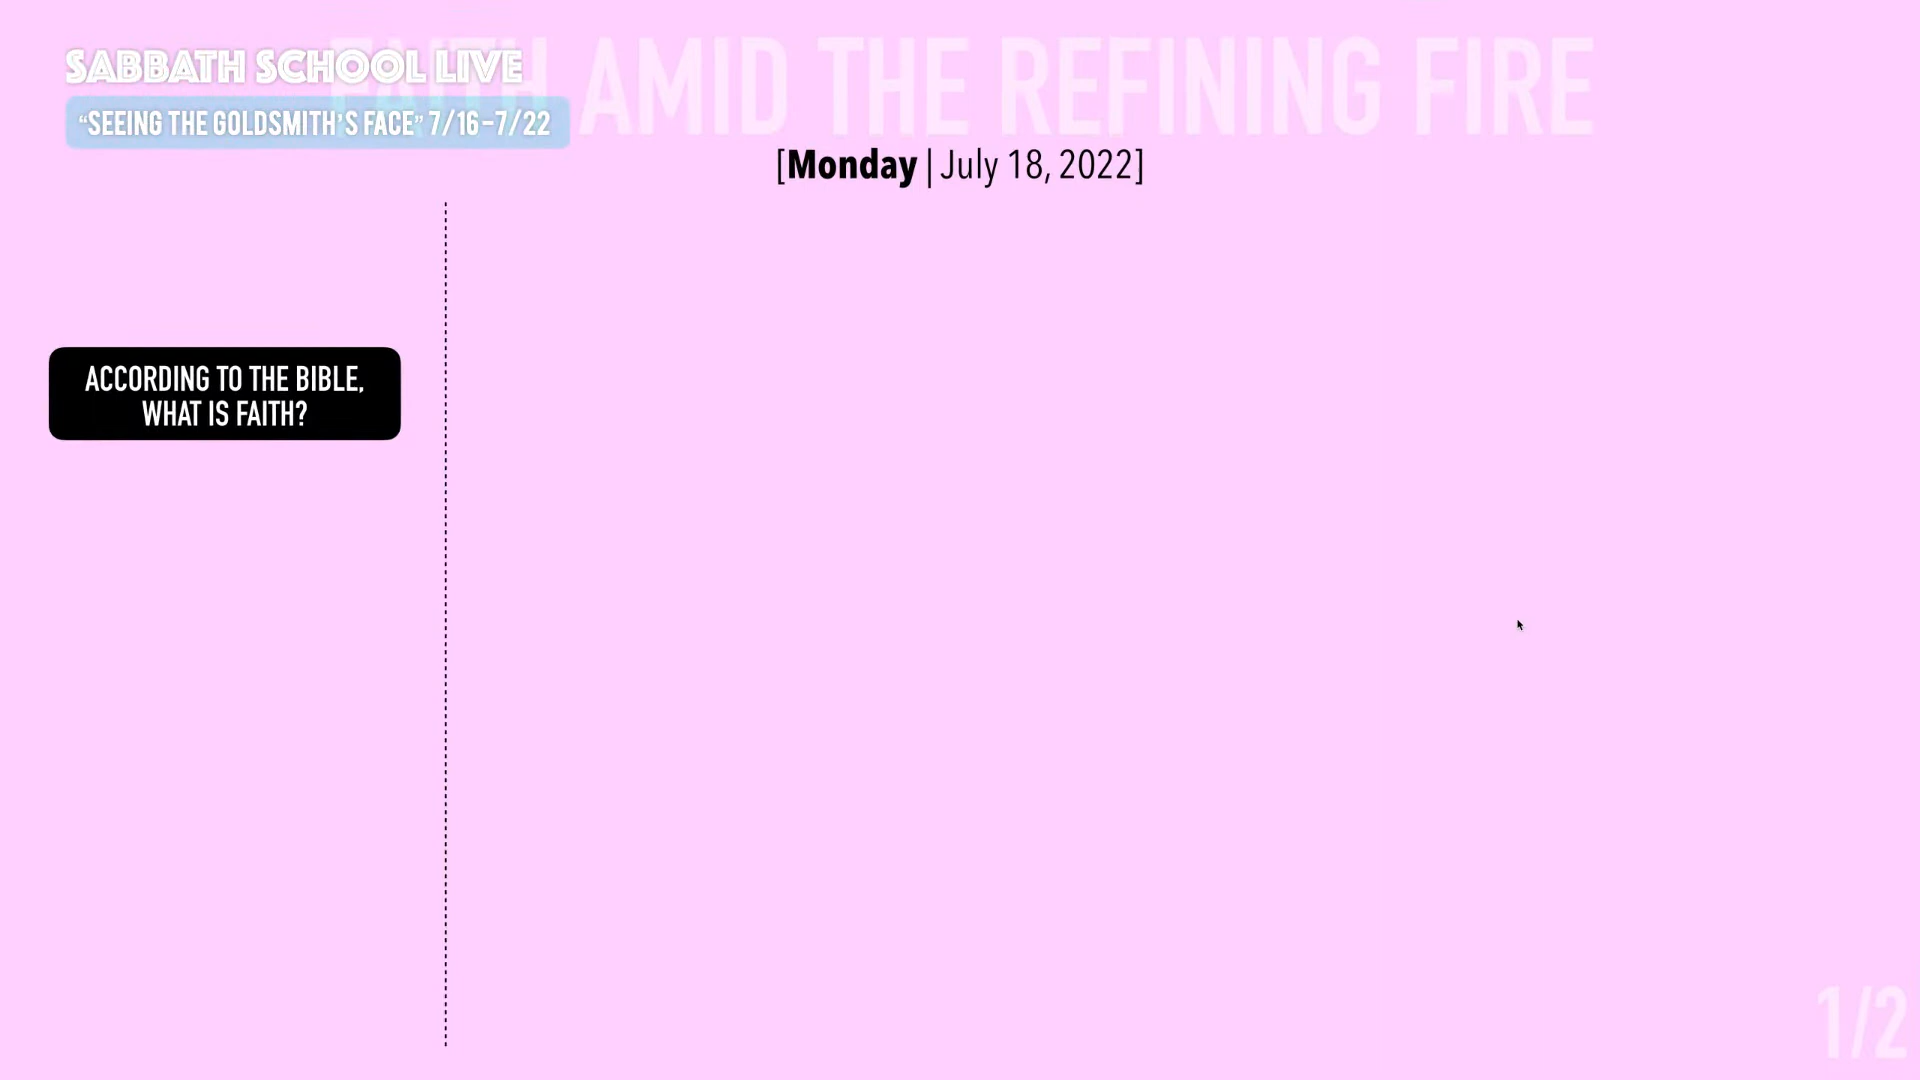 FAITH AMID THE REFINING FIRE
SABBATH SCHOOL LIVE
“SEEING THE GOLDSMITH’S FACE” 7/16-7/22
[Monday | July 18, 2022]
ACCORDING TO THE BIBLE,
WHAT IS FAITH?
1/2